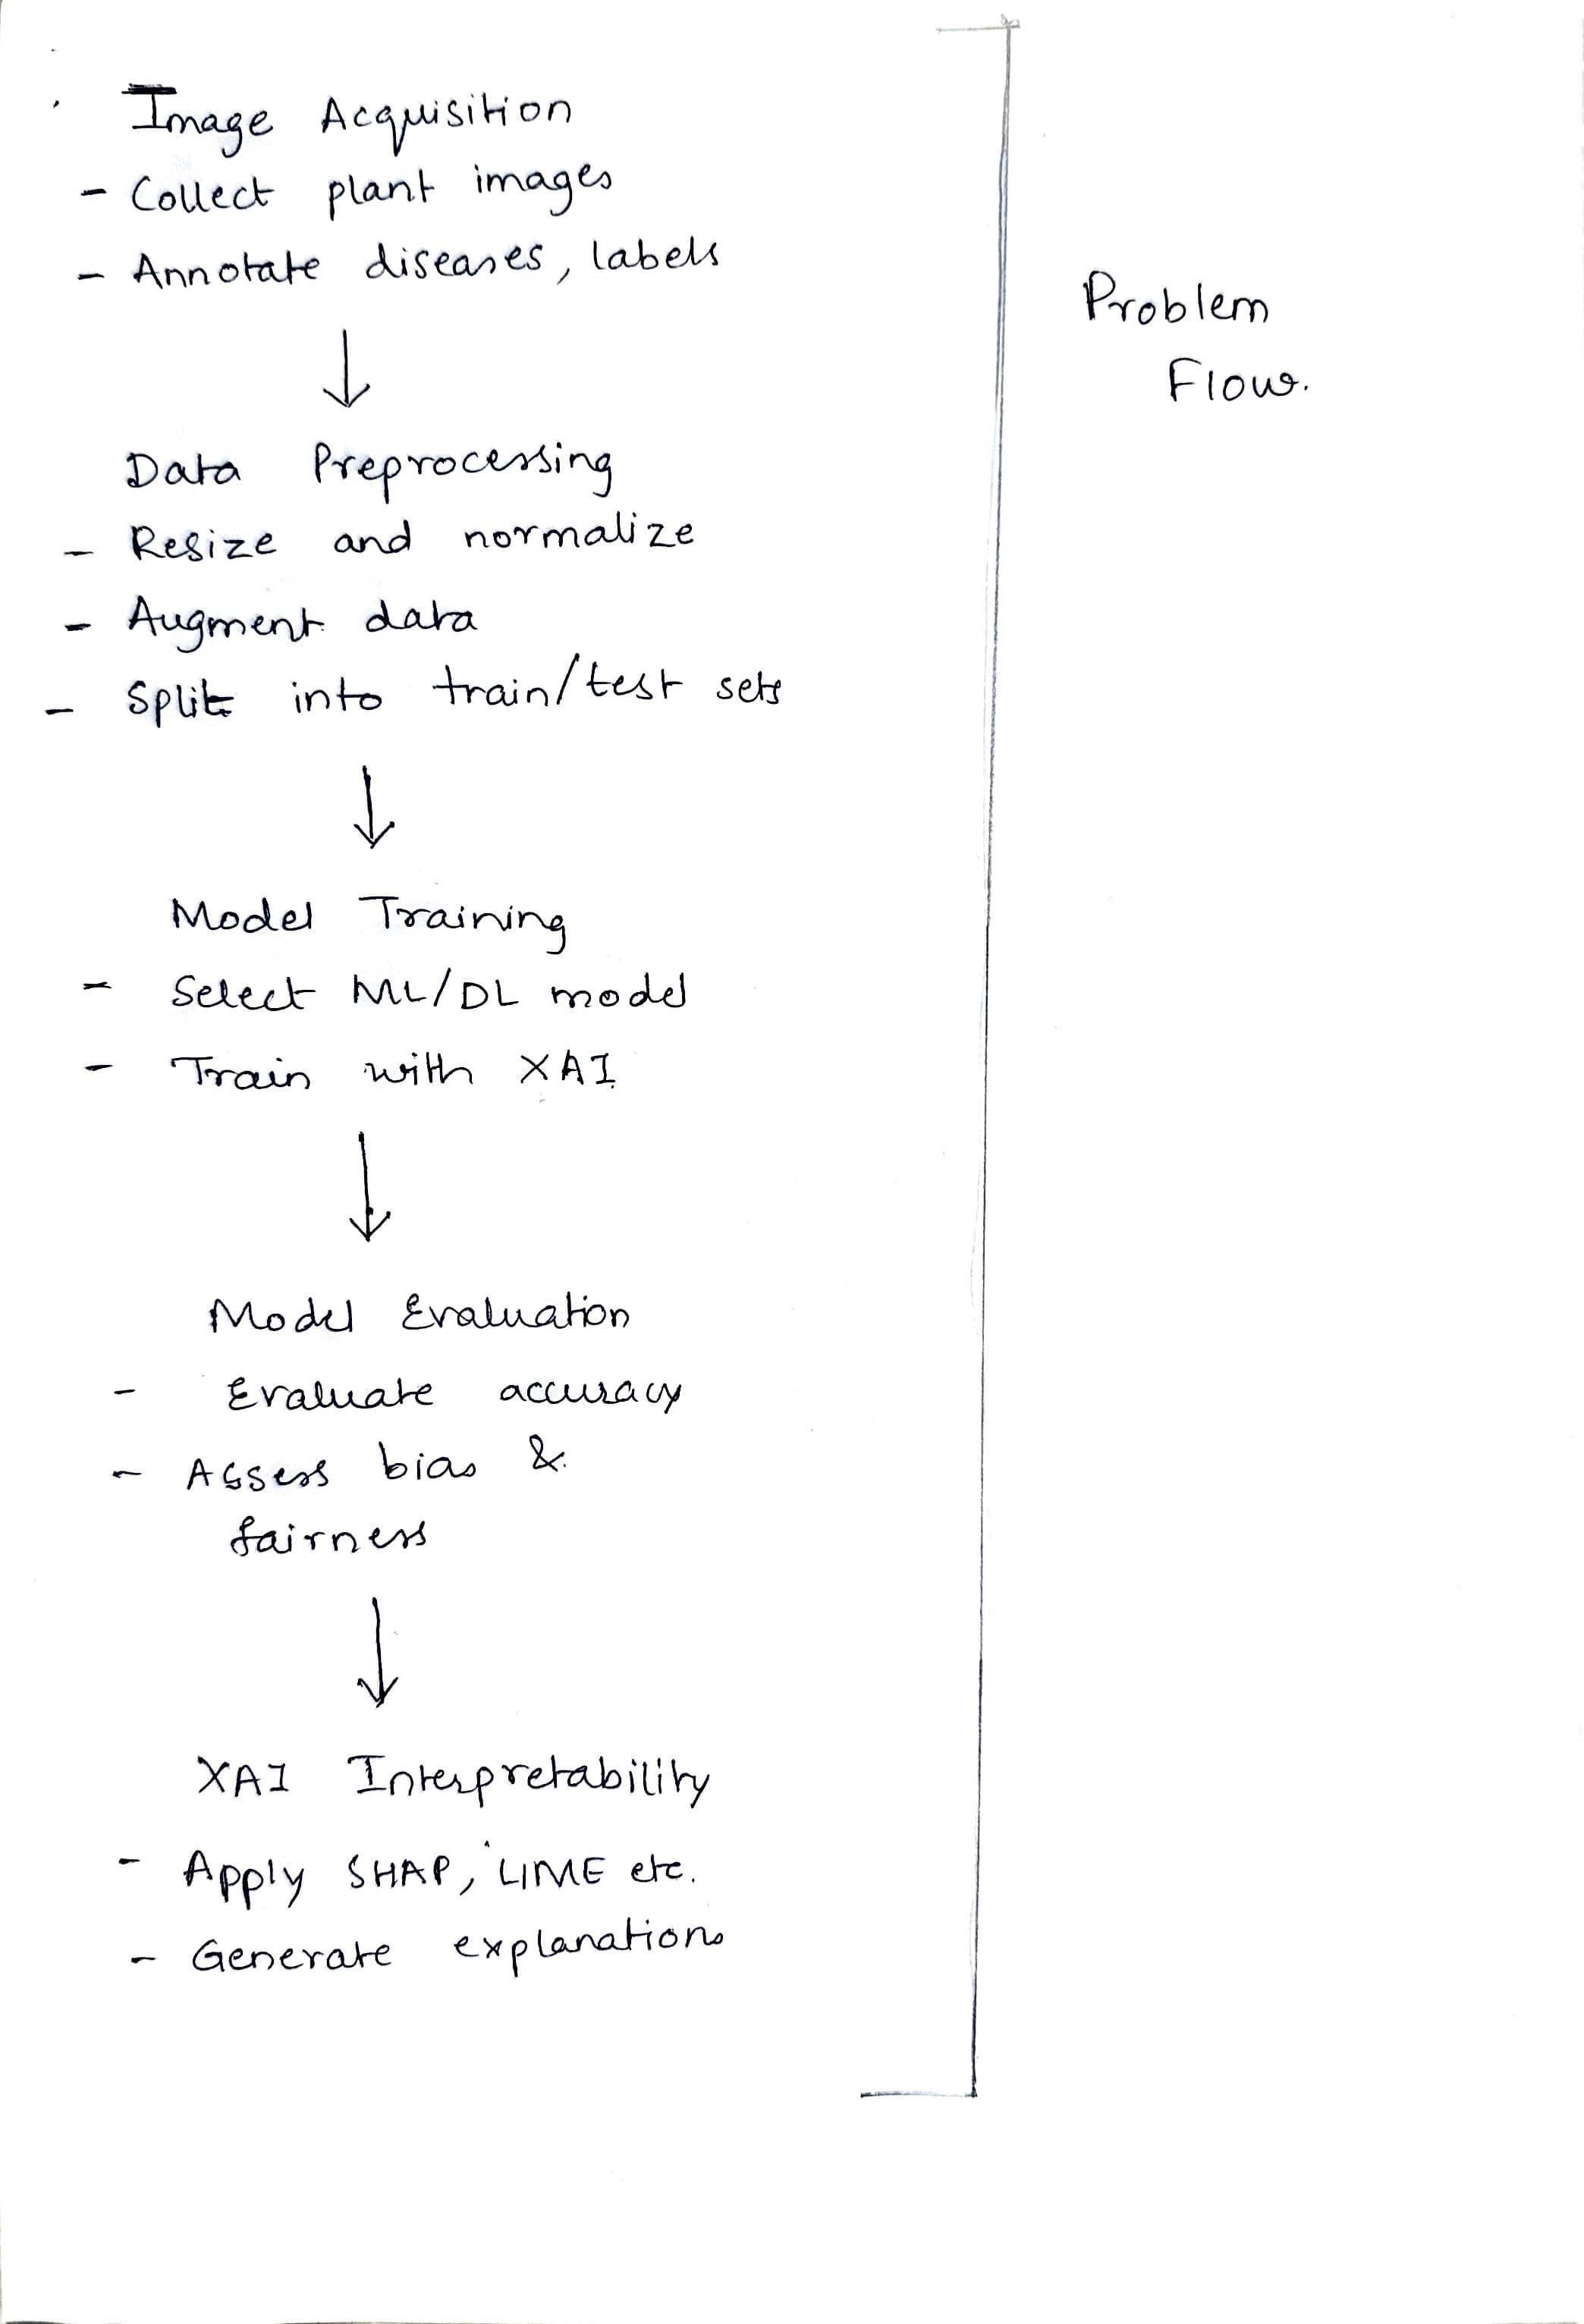 Image Acquisition
- Collect plant images
- Annotate diseases, labels
↓
Data Preprocessing
- Resize and normalize
- Augment data
- Split into train/test sets
↓
Model Training
- Select ML/DL model
- Train with XAI
↓
Model Evaluation
- Evaluate accuracy
- Assess bias &
fairness
↓
XAI Interpretability
- Apply SHAP, LIME etc.
- Generate explanations
Problem
Flow.